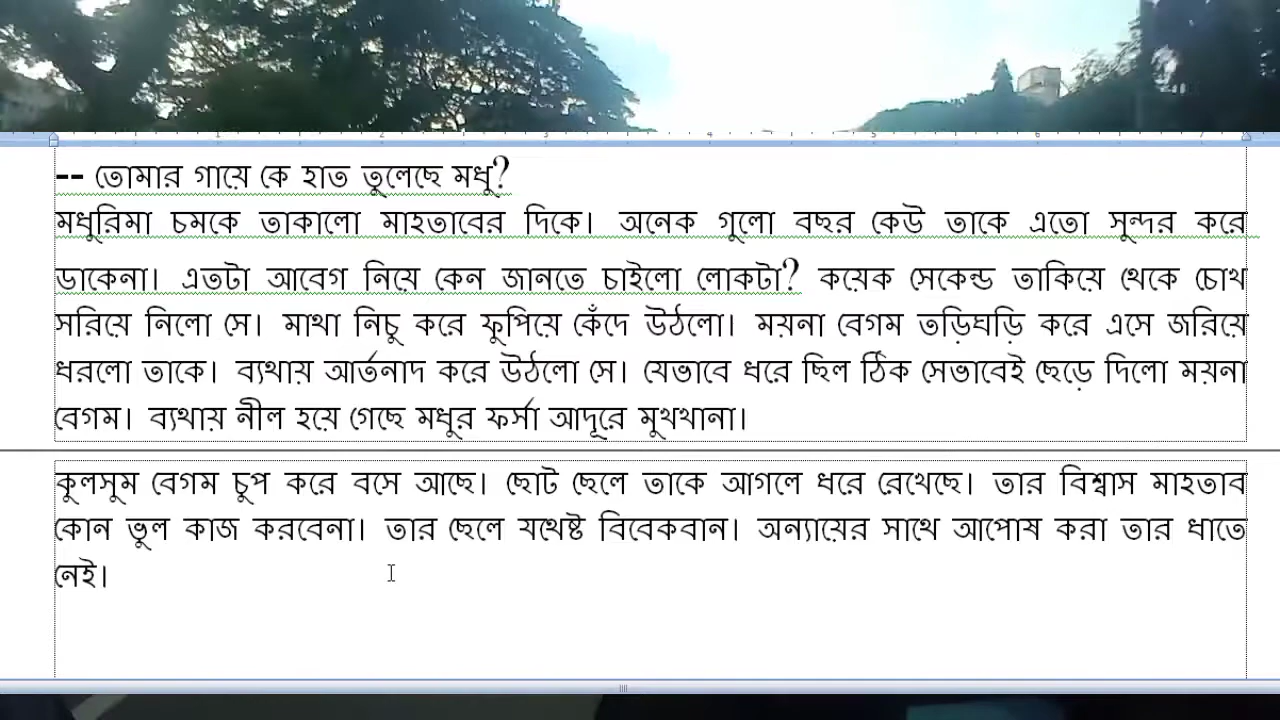 -- তোমার গায়ে কে হাত তুলেছে মধু?
মধুরিমা চমকে তাকালো মাহতাবের দিকে। অনেক গুলো বছর কেউ তাকে এতো সুন্দর করে
ডাকেনা। এতটা আবেগ নিয়ে কেন জানতে চাইলো লোকটা? কয়েক সেকেন্ড তাকিয়ে থেকে চোখ
সরিয়ে নিলো সে। মাথা নিচু করে ফুপিয়ে কেঁদে উঠলো। ময়না বেগম তড়িঘড়ি করে এসে জরিয়ে
ধরলো তাকে। ব্যথায় আর্তনাদ করে উঠলো সে। যেভাবে ধরে ছিল ঠিক সেভাবেই ছেড়ে দিলো ময়না
বেগম। ব্যথায় নীল হয়ে গেছে মধুর ফর্সা আদূরে মুখখানা।
কুলসুম বেগম চুপ করে বসে আছে। ছোট ছেলে তাকে আগলে ধরে রেখেছে। তার বিশ্বাস মাহতাব
কোন ভুল কাজ করবেনা। তার ছেলে যথেষ্ট বিবেকবান। অন্যায়ের সাথে আপোষ করা তার ধাতে
নেই।